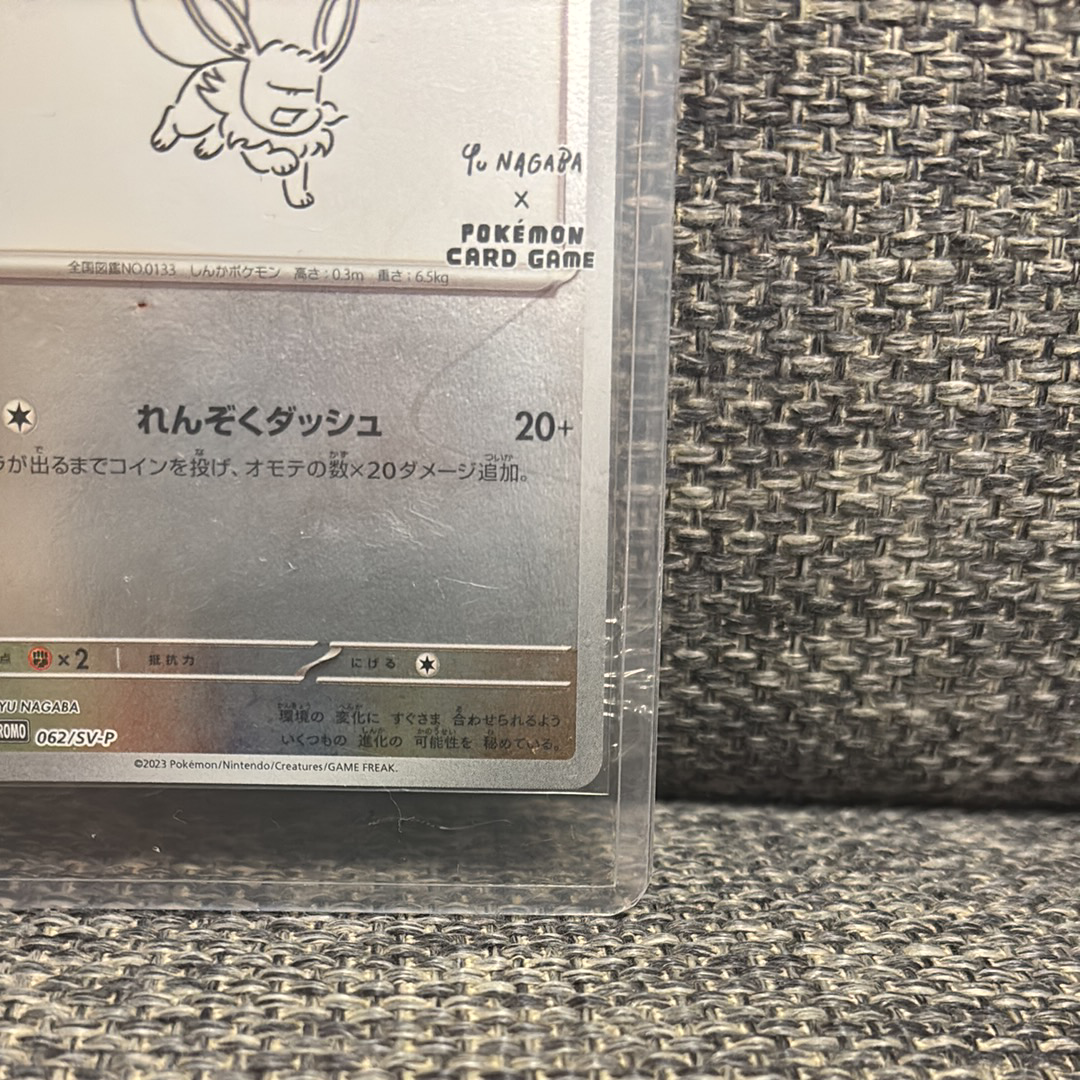 Yu NAGABA
×
POKÉMON
CARD GAME
全国図鑑NO.0133 しんかポケモン 高さ:0.3m 重さ:6.5kg
れんぞくダッシュ 20+
が出るまでコインを投げ、オモテの数×20ダメージ追加。
点 ×2 抵抗力 にげる
YU NAGABA
062/SV-P
環境の 変化に すぐさま 合わせられるよう
いくつもの 進化の 可能性を 秘めている。
©2023 Pokémon/Nintendo/Creatures/GAME FREAK.